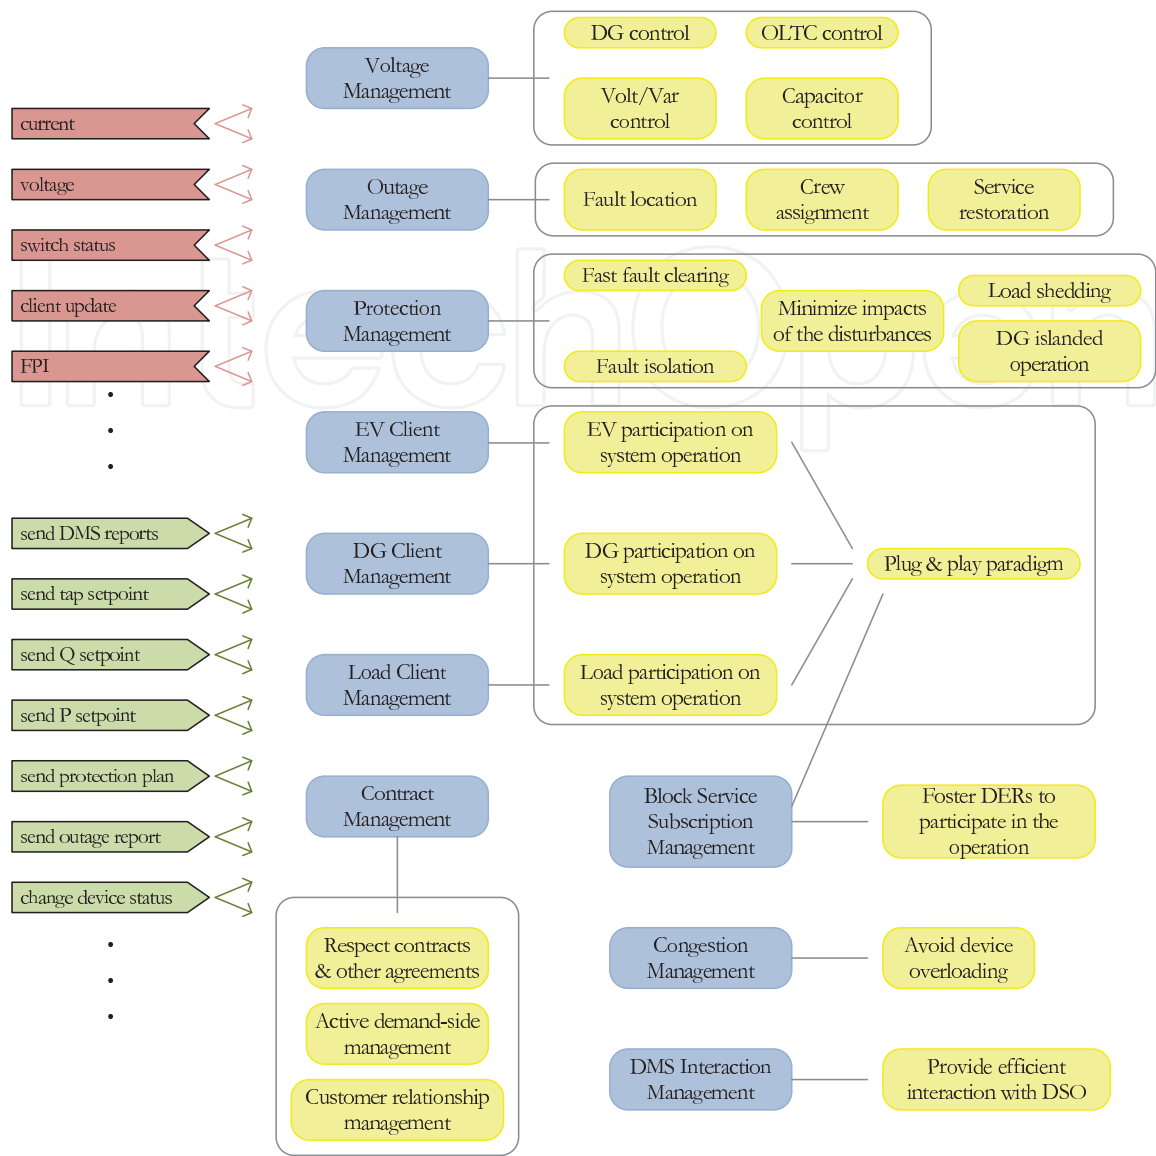 current
voltage
switch status
client update
FPI
send DMS reports
send tap setpoint
send Q setpoint
send P setpoint
send protection plan
send outage report
change device status
Voltage
Management
DG control
OLTC control
Volt/Var
control
Capacitor
control
Outage
Management
Fault location
Crew
assignment
Service
restoration
Protection
Management
Fast fault clearing
Fault isolation
Minimize impacts
of the disturbances
Load shedding
DG islanded
operation
EV Client
Management
EV participation on
system operation
DG Client
Management
DG participation on
system operation
Plug & play paradigm
Load Client
Management
Load participation on
system operation
Contract
Management
Respect contracts
& other agreements
Active demand-side
management
Customer relationship
management
Block Service
Subscription
Management
Foster DERs to
participate in the
operation
Congestion
Management
Avoid device
overloading
DMS Interaction
Management
Provide efficient
interaction with DSO
IntechOpen